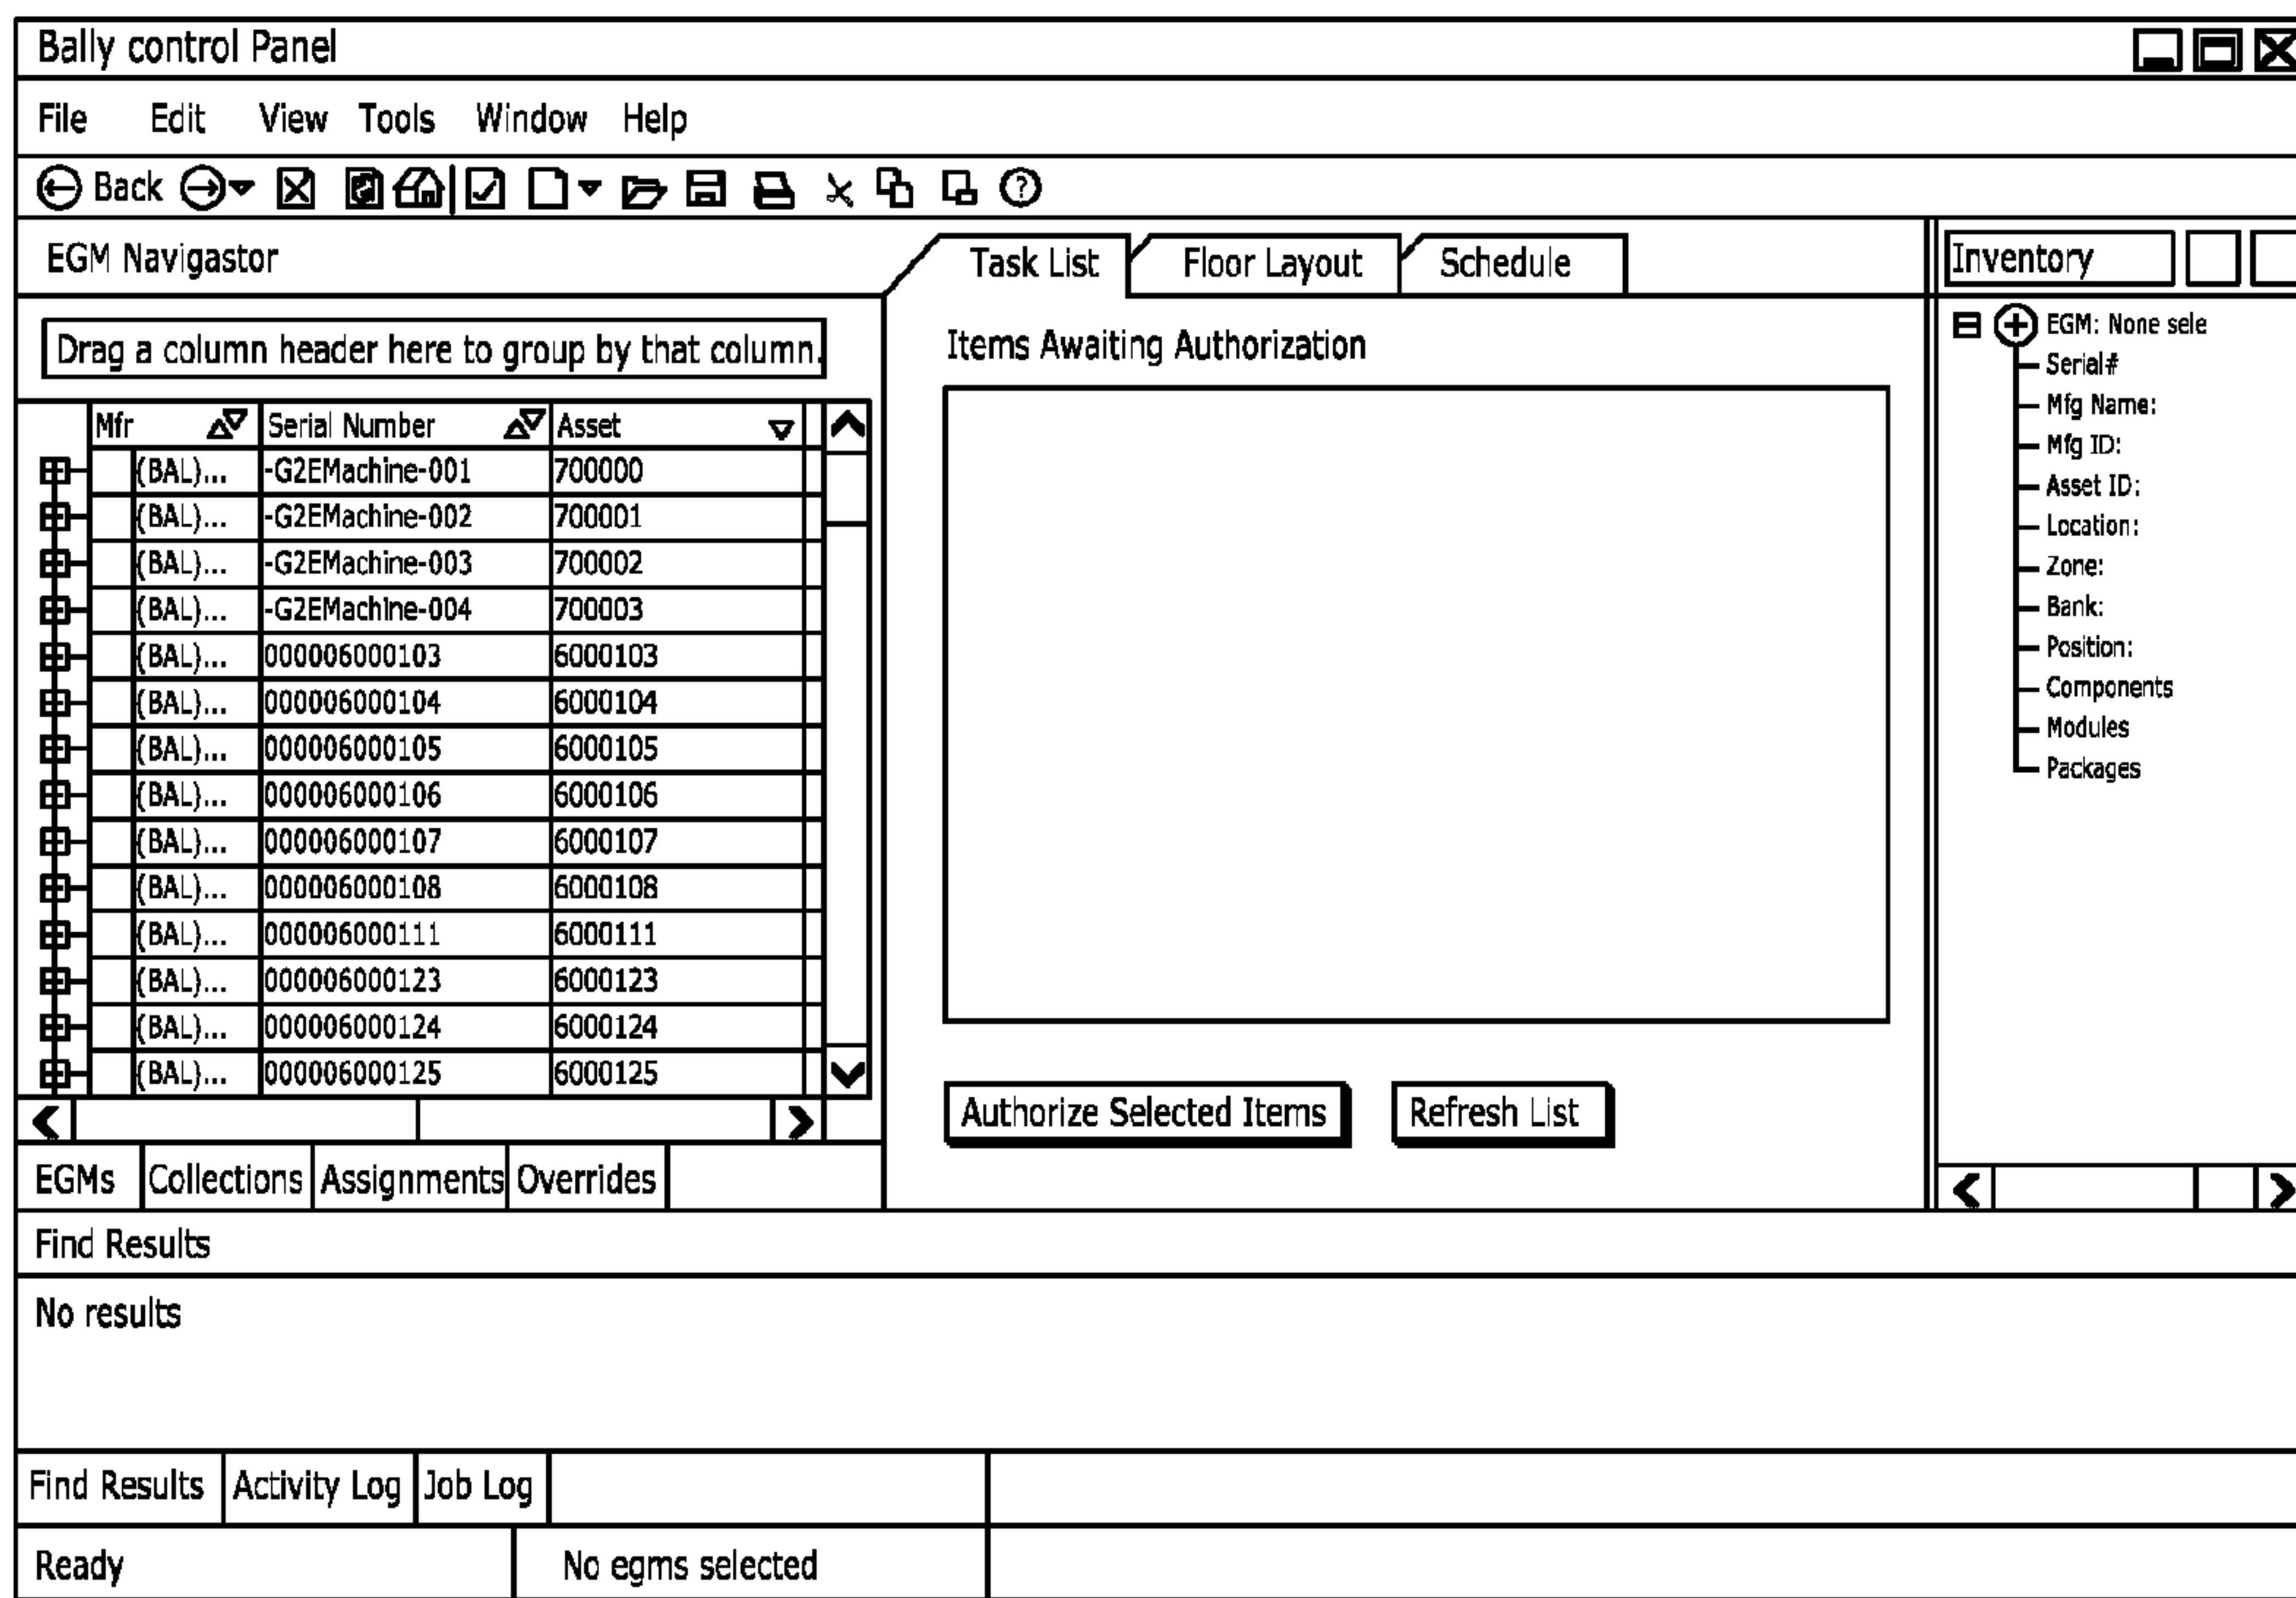 Bally control Panel
File Edit View Tools Window Help
Back
EGM Navigastor
Task List Floor Layout Schedule
Inventory
Drag a column header here to group by that column.
Mfr Serial Number Asset
(BAL)... -G2EMachine-001 700000
(BAL)... -G2EMachine-002 700001
(BAL)... -G2EMachine-003 700002
(BAL)... -G2EMachine-004 700003
(BAL)... 000006000103 6000103
(BAL)... 000006000104 6000104
(BAL)... 000006000105 6000105
(BAL)... 000006000106 6000106
(BAL)... 000006000107 6000107
(BAL)... 000006000108 6000108
(BAL)... 000006000111 6000111
(BAL)... 000006000123 6000123
(BAL)... 000006000124 6000124
(BAL)... 000006000125 6000125
EGMs Collections Assignments Overrides
Items Awaiting Authorization
Authorize Selected Items Refresh List
EGM: None sele
Serial#
Mfg Name:
Mfg ID:
Asset ID:
Location:
Zone:
Bank:
Position:
Components
Modules
Packages
Find Results
No results
Find Results Activity Log Job Log
Ready No egms selected